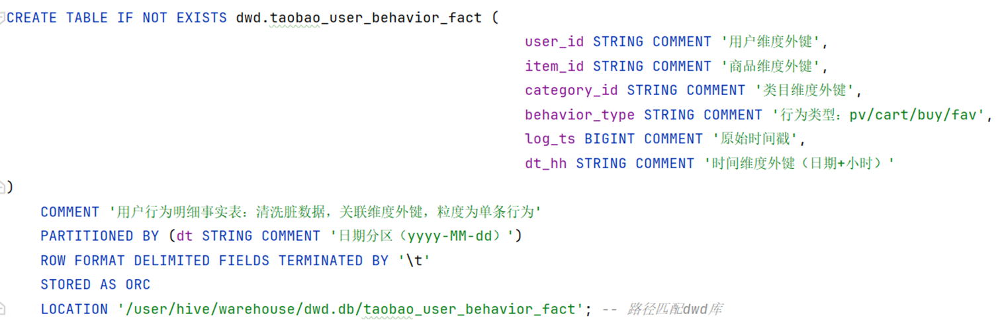 CREATE TABLE IF NOT EXISTS dwd.taobao_user_behavior_fact (
user_id STRING COMMENT '用户维度外键',
item_id STRING COMMENT '商品维度外键',
category_id STRING COMMENT '类目维度外键',
behavior_type STRING COMMENT '行为类型：pv/cart/buy/fav',
log_ts BIGINT COMMENT '原始时间戳',
dt_hh STRING COMMENT '时间维度外键（日期+小时）'
)
COMMENT '用户行为明细事实表：清洗脏数据，关联维度外键，粒度为单条行为'
PARTITIONED BY (dt STRING COMMENT '日期分区（yyyy-MM-dd）')
ROW FORMAT DELIMITED FIELDS TERMINATED BY '\t'
STORED AS ORC
LOCATION '/user/hive/warehouse/dwd.db/taobao_user_behavior_fact'; -- 路径匹配dwd库